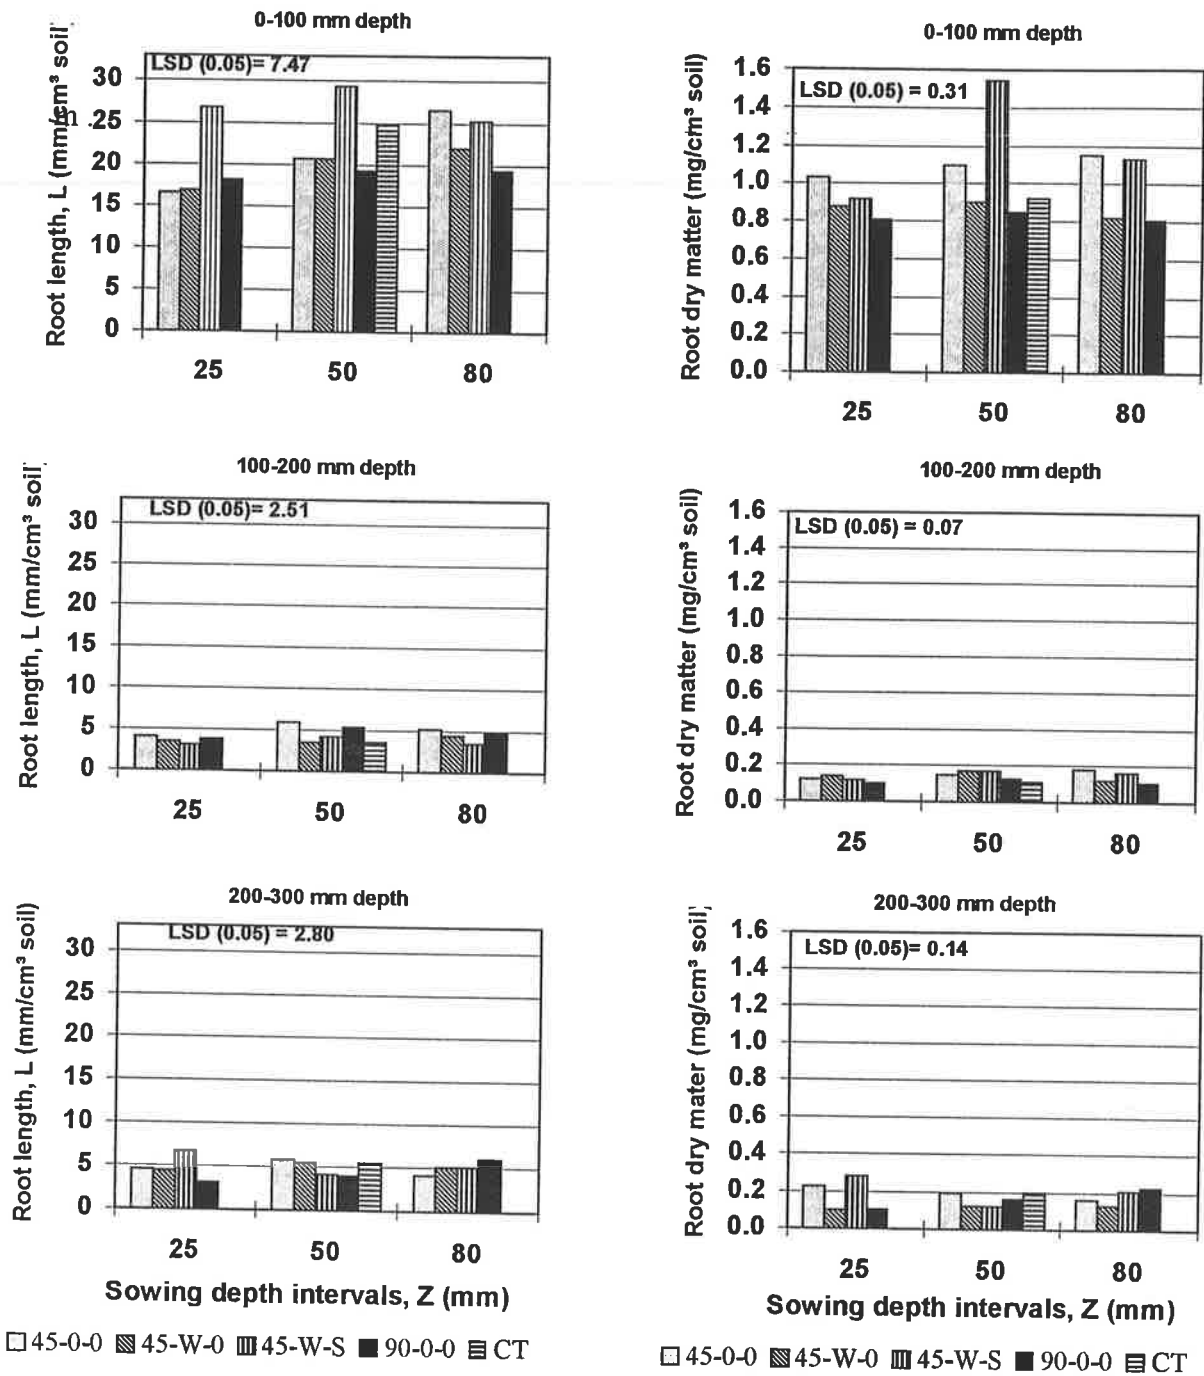 0-100 mm depth
LSD (0.05)= 7.47
Root length, L (mm/cm³ soil)
30
25
20
15
10
5
0
25 50 80
0-100 mm depth
LSD (0.05) = 0.31
Root dry matter (mg/cm³ soil)
1.6
1.4
1.2
1.0
0.8
0.6
0.4
0.2
0.0
25 50 80
100-200 mm depth
LSD (0.05)= 2.51
Root length, L (mm/cm³ soil)
30
25
20
15
10
5
0
25 50 80
100-200 mm depth
LSD (0.05) = 0.07
Root dry matter (mg/cm³ soil)
1.6
1.4
1.2
1.0
0.8
0.6
0.4
0.2
0.0
25 50 80
200-300 mm depth
LSD (0.05) = 2.80
Root length, L (mm/cm³ soil)
30
25
20
15
10
5
0
25 50 80
Sowing depth intervals, Z (mm)
45-0-0 45-W-0 45-W-S 90-0-0 CT
200-300 mm depth
LSD (0.05)= 0.14
Root dry mater (mg/cm³ soil)
1.6
1.4
1.2
1.0
0.8
0.6
0.4
0.2
0.0
25 50 80
Sowing depth intervals, Z (mm)
45-0-0 45-W-0 45-W-S 90-0-0 CT